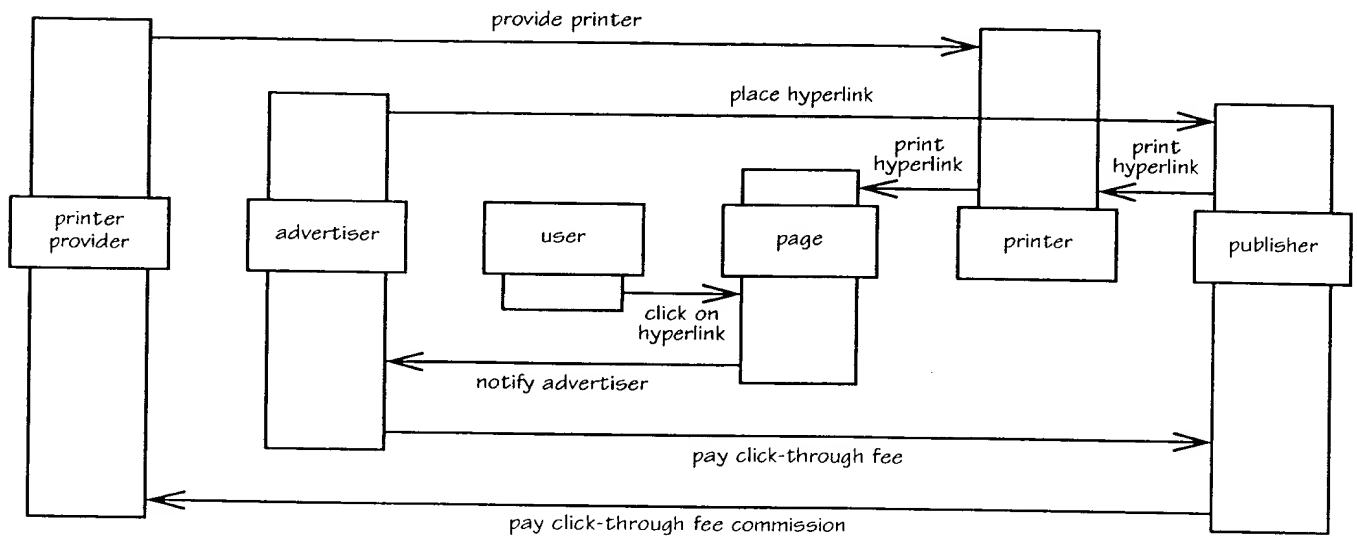 provide printer
place hyperlink
print
hyperlink
print
hyperlink
printer
provider
advertiser
user
page
printer
publisher
click on
hyperlink
notify advertiser
pay click-through fee
pay click-through fee commission